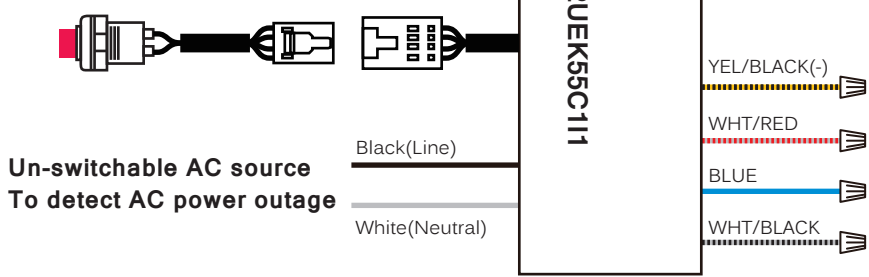 RUEK55C1I1
YEL/BLACK(-)
WHT/RED
Black(Line)
Un-switchable AC source
To detect AC power outage
BLUE
White(Neutral)
WHT/BLACK